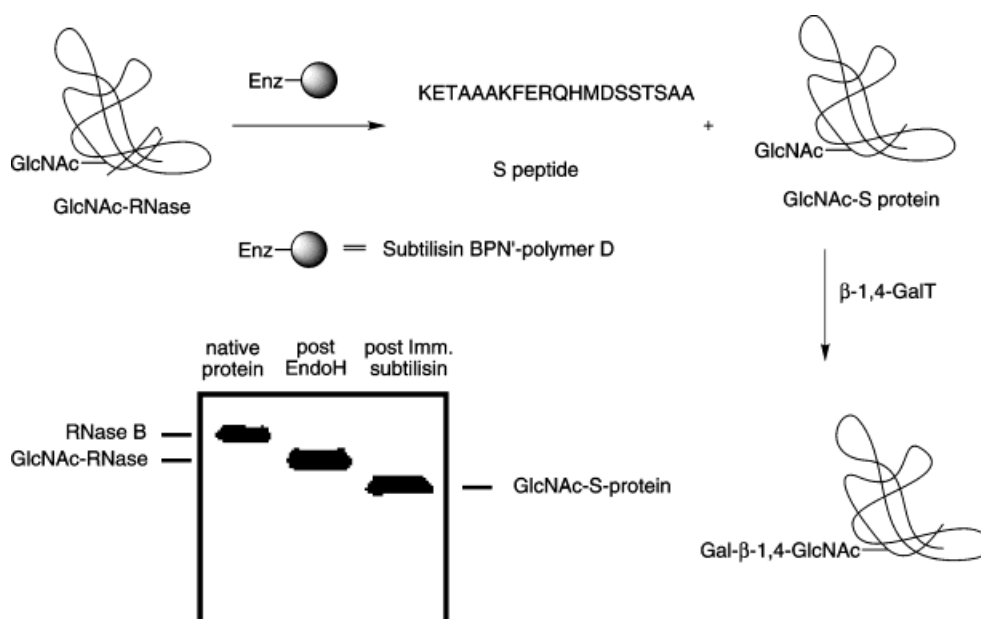 Enz
KETAAAKFERQHMDSSTSAA
+
GlcNAc
GlcNAc
S peptide
GlcNAc-RNase
GlcNAc-S protein
Enz
= Subtilisin BPN'-polymer D
β-1,4-GalT
native protein
post EndoH
post Imm. subtilisin
RNase B
GlcNAc-RNase
GlcNAc-S-protein
Gal-β-1,4-GlcNAc